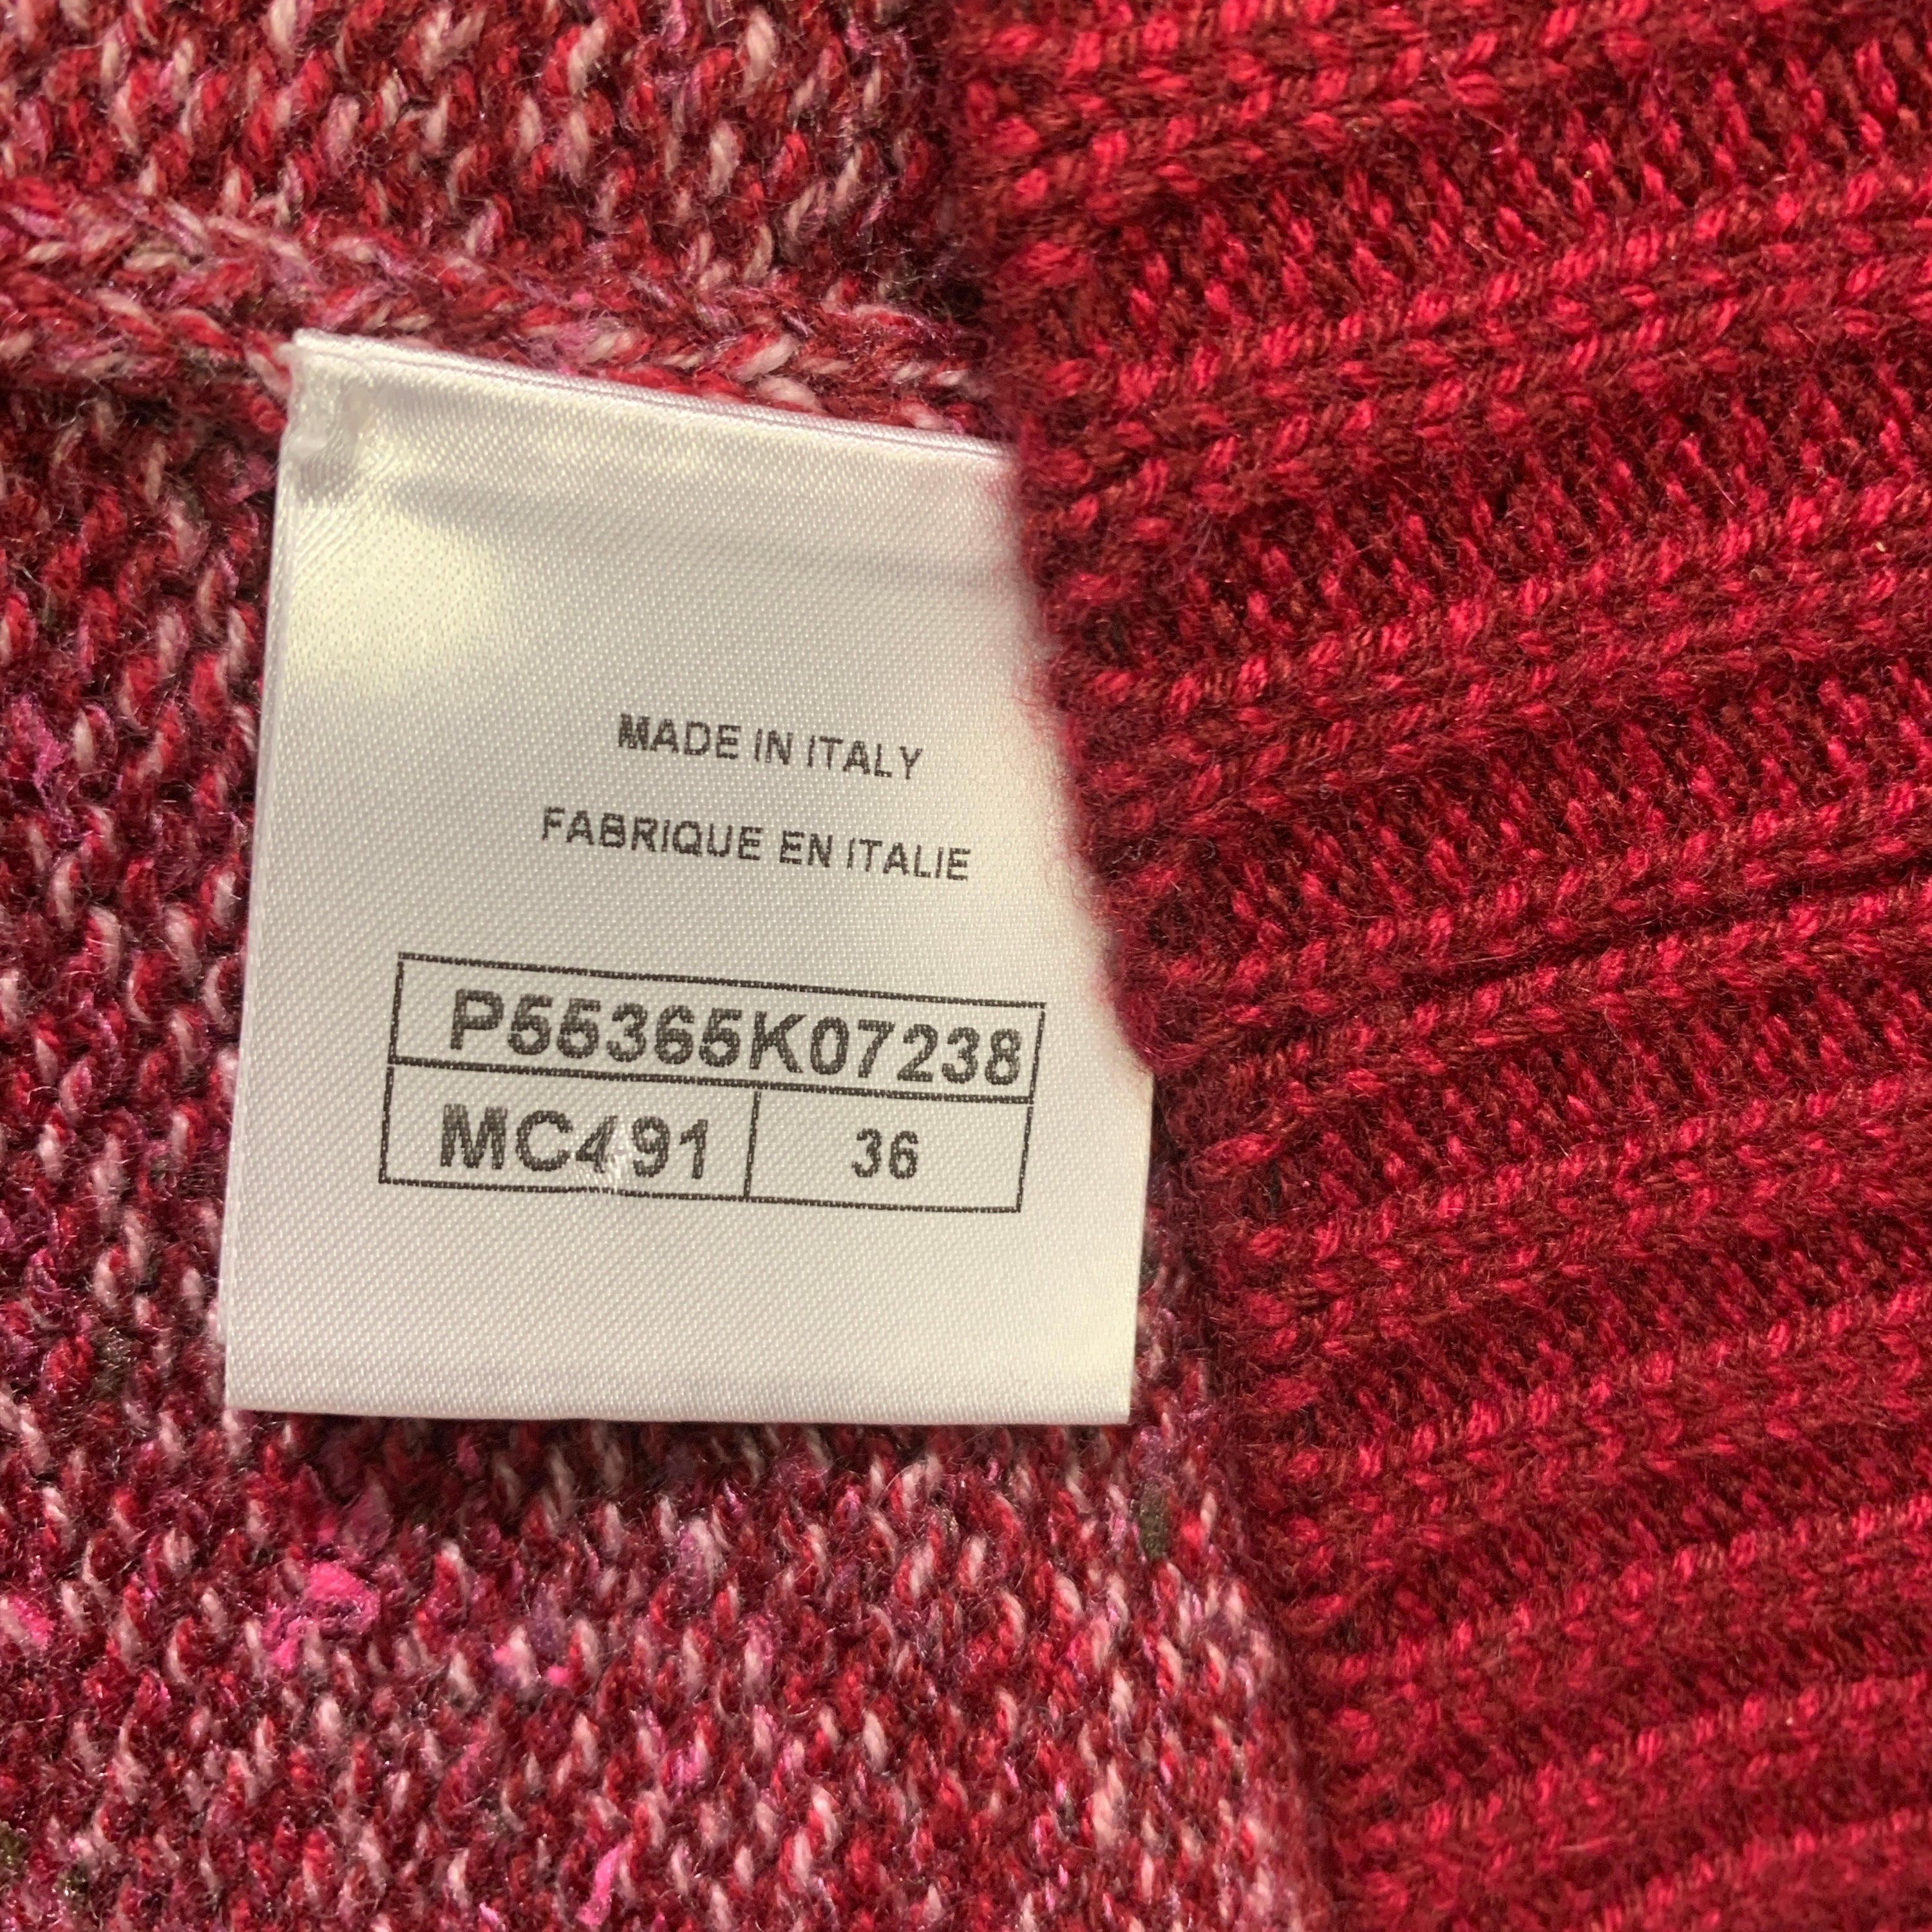 MADE IN ITALY
FABRIQUE EN ITALIE
P55365K07238
MC491 36